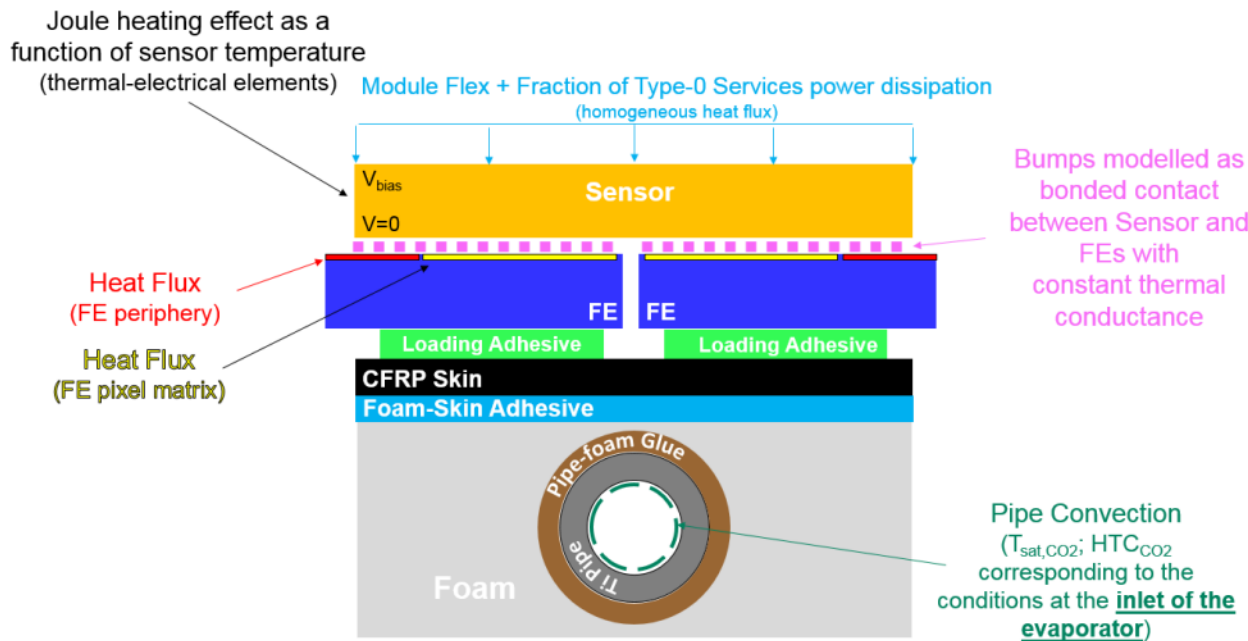 Joule heating effect as a
function of sensor temperature
(thermal-electrical elements)
Module Flex + Fraction of Type-0 Services power dissipation
(homogeneous heat flux)
Vbias
Sensor
V=0
Bumps modelled as
bonded contact
between Sensor and
FEs with
constant thermal
conductance
Heat Flux
(FE periphery)
FE
FE
Heat Flux
(FE pixel matrix)
Loading Adhesive
Loading Adhesive
CFRP Skin
Foam-Skin Adhesive
Pipe-foam Glue
Ti Pipe
Foam
Pipe Convection
(Tsat,CO2; HTCCO2
corresponding to the
conditions at the inlet of the
evaporator)